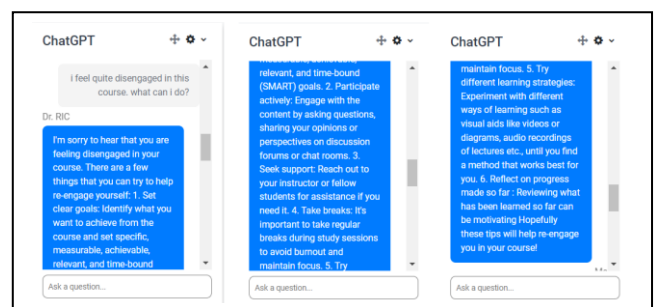 ChatGPT
i feel quite disengaged in this
course. what can i do?
Dr. RIC
I'm sorry to hear that you are
feeling disengaged in your
course. There are a few
things that you can try to help
re-engage yourself: 1. Set
clear goals: Identify what you
want to achieve from the
course and set specific,
measurable, achievable,
relevant, and time-bound
Ask a question...
ChatGPT
measurable, achievable,
relevant, and time-bound
(SMART) goals. 2. Participate
actively: Engage with the
content by asking questions,
sharing your opinions or
perspectives on discussion
forums or chat rooms. 3.
Seek support: Reach out to
your instructor or fellow
students for assistance if you
need it. 4. Take breaks: It's
important to take regular
breaks during study sessions
to avoid burnout and
maintain focus. 5. Try
Ask a question...
ChatGPT
maintain focus. 5. Try
different learning strategies:
Experiment with different
ways of learning such as
visual aids like videos or
diagrams, audio recordings
of lectures etc., until you find
a method that works best for
you. 6. Reflect on progress
made so far : Reviewing what
has been learned so far can
be motivating Hopefully
these tips will help re-engage
you in your course!
Ask a question...